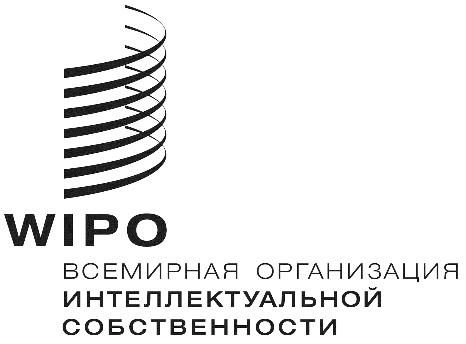 WIPO
ВСЕМИРНАЯ ОРГАНИЗАЦИЯ
ИНТЕЛЛЕКТУАЛЬНОЙ
СОБСТВЕННОСТИ